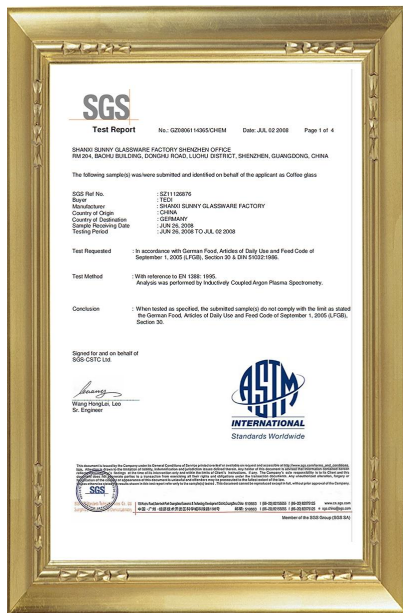 SGS
Test Report No.: GZ0806114365/CHEM Date: JUL 02 2008 Page 1 of 4
SHANXI SUNNY GLASSWARE FACTORY SHENZHEN OFFICE
RM 204, BAOHU BUILDING, DONGHU ROAD, LUOHU DISTRICT, SHENZHEN, GUANGDONG, CHINA
The following sample(s) was/were submitted and identified on behalf of the applicant as Coffee glass
SGS Ref No. : SZ11126876
Buyer : TEDI
Manufacturer : SHANXI SUNNY GLASSWARE FACTORY
Country of Origin : CHINA
Country of Destination : GERMANY
Sample Receiving Date : JUN 26, 2008
Testing Period : JUN 26, 2008 TO JUL 02 2008
Test Requested : In accordance with German Food, Articles of Daily Use and Feed Code of
September 1, 2005 (LFGB), Section 30 & DIN 51032:1986.
Test Method : With reference to EN 1388: 1995.
Analysis was performed by Inductively Coupled Argon Plasma Spectrometry.
Conclusion : When tested as specified, the submitted sample(s) do not comply with the limit as stated
the German Food, Articles of Daily Use and Feed Code of September 1, 2005 (LFGB),
Section 30.
Signed for and on behalf of
SGS-CSTC Ltd.
Wang HongLei, Leo
Sr. Engineer
ASTM
INTERNATIONAL
Standards Worldwide
SGS
www.cn.sgs.com
Member of the SGS Group (SGS SA)